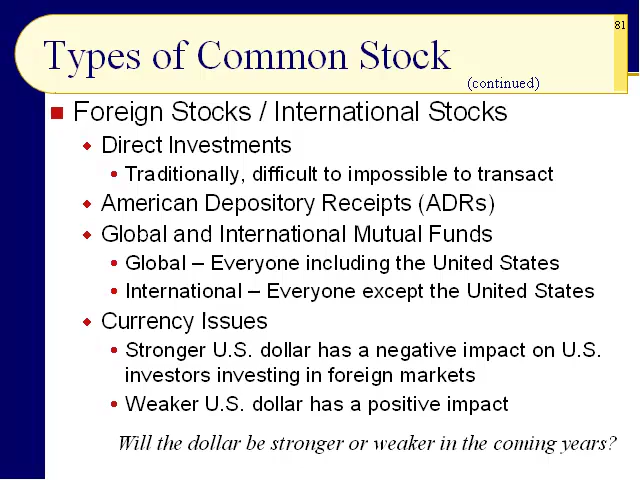 81
Types of Common Stock
(continued)
Foreign Stocks / International Stocks
Direct Investments
Traditionally, difficult to impossible to transact
American Depository Receipts (ADRs)
Global and International Mutual Funds
Global – Everyone including the United States
International – Everyone except the United States
Currency Issues
Stronger U.S. dollar has a negative impact on U.S.
investors investing in foreign markets
Weaker U.S. dollar has a positive impact
Will the dollar be stronger or weaker in the coming years?